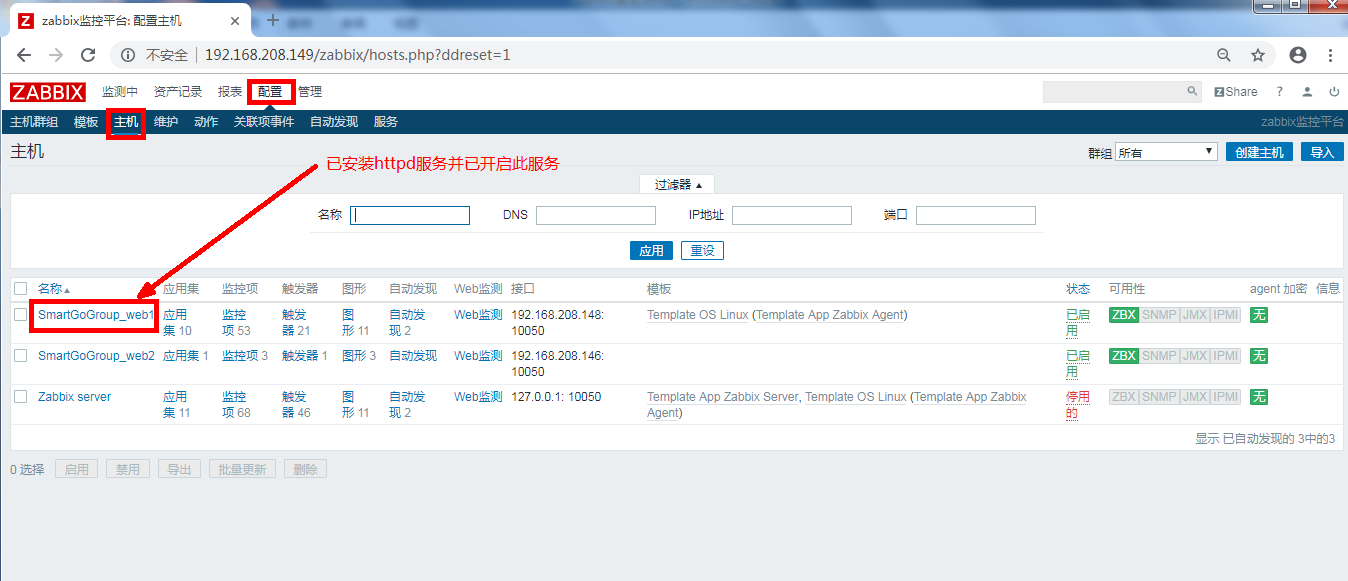 Z zabbix监控平台: 配置主机
不安全 192.168.208.149/zabbix/hosts.php?ddreset=1
ZABBIX 监测中 资产记录 报表 配置 管理 Z Share ?
主机群组 模板 主机 维护 动作 关联项事件 自动发现 服务 zabbix监控平台
主机 群组 所有 创建主机 导入
已安装httpd服务并已开启此服务
过滤器
名称 DNS IP地址 端口
应用 重设
名称 应用集 监控项 触发器 图形 自动发现 Web监测 接口 模板 状态 可用性 agent 加密 信息
SmartGoGroup_web1 应用 监控 触发 图 自动发 Web监测 192.168.208.148: Template OS Linux (Template App Zabbix Agent) 已启 ZBX SNMP JMX IPMI 无
集 10 项 53 器 21 形 11 现 2 10050 用
SmartGoGroup_web2 应用集 1 监控项 3 触发器 1 图形 3 自动发现 Web监测 192.168.208.146: 已启 ZBX SNMP JMX IPMI 无
10050 用
Zabbix server 应用 监控 触发 图 自动发 Web监测 127.0.0.1: 10050 Template App Zabbix Server, Template OS Linux (Template App Zabbix 停用 ZBX SNMP JMX IPMI 无
集 11 项 68 器 46 形 11 现 2 Agent) 的
显示 已自动发现的 3中的3
0 选择 启用 禁用 导出 批量更新 删除